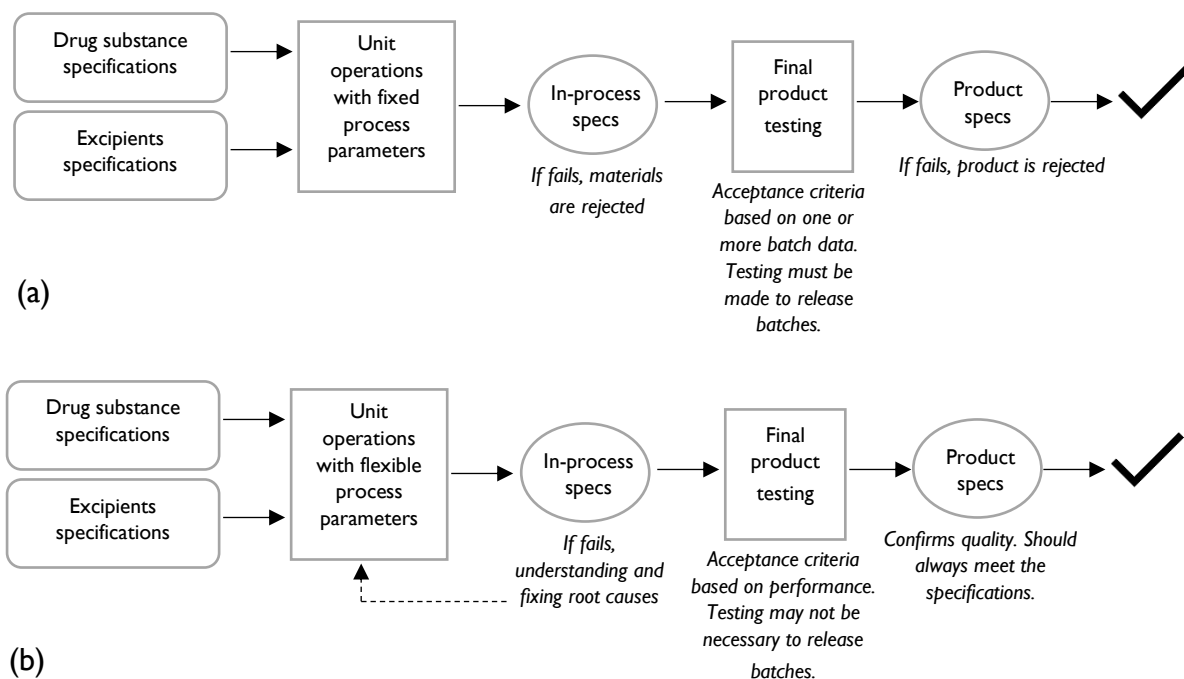 Drug substance
specifications
Excipients
specifications
Unit
operations
with fixed
process
parameters
In-process
specs
If fails, materials
are rejected
Final
product
testing
Acceptance criteria
based on one or
more batch data.
Testing must be
made to release
batches.
Product
specs
If fails, product is rejected
(a)
Drug substance
specifications
Excipients
specifications
Unit
operations
with flexible
process
parameters
In-process
specs
If fails,
understanding and
fixing root causes
Final
product
testing
Acceptance criteria
based on performance.
Testing may not be
necessary to release
batches.
Product
specs
Confirms quality. Should
always meet the
specifications.
(b)